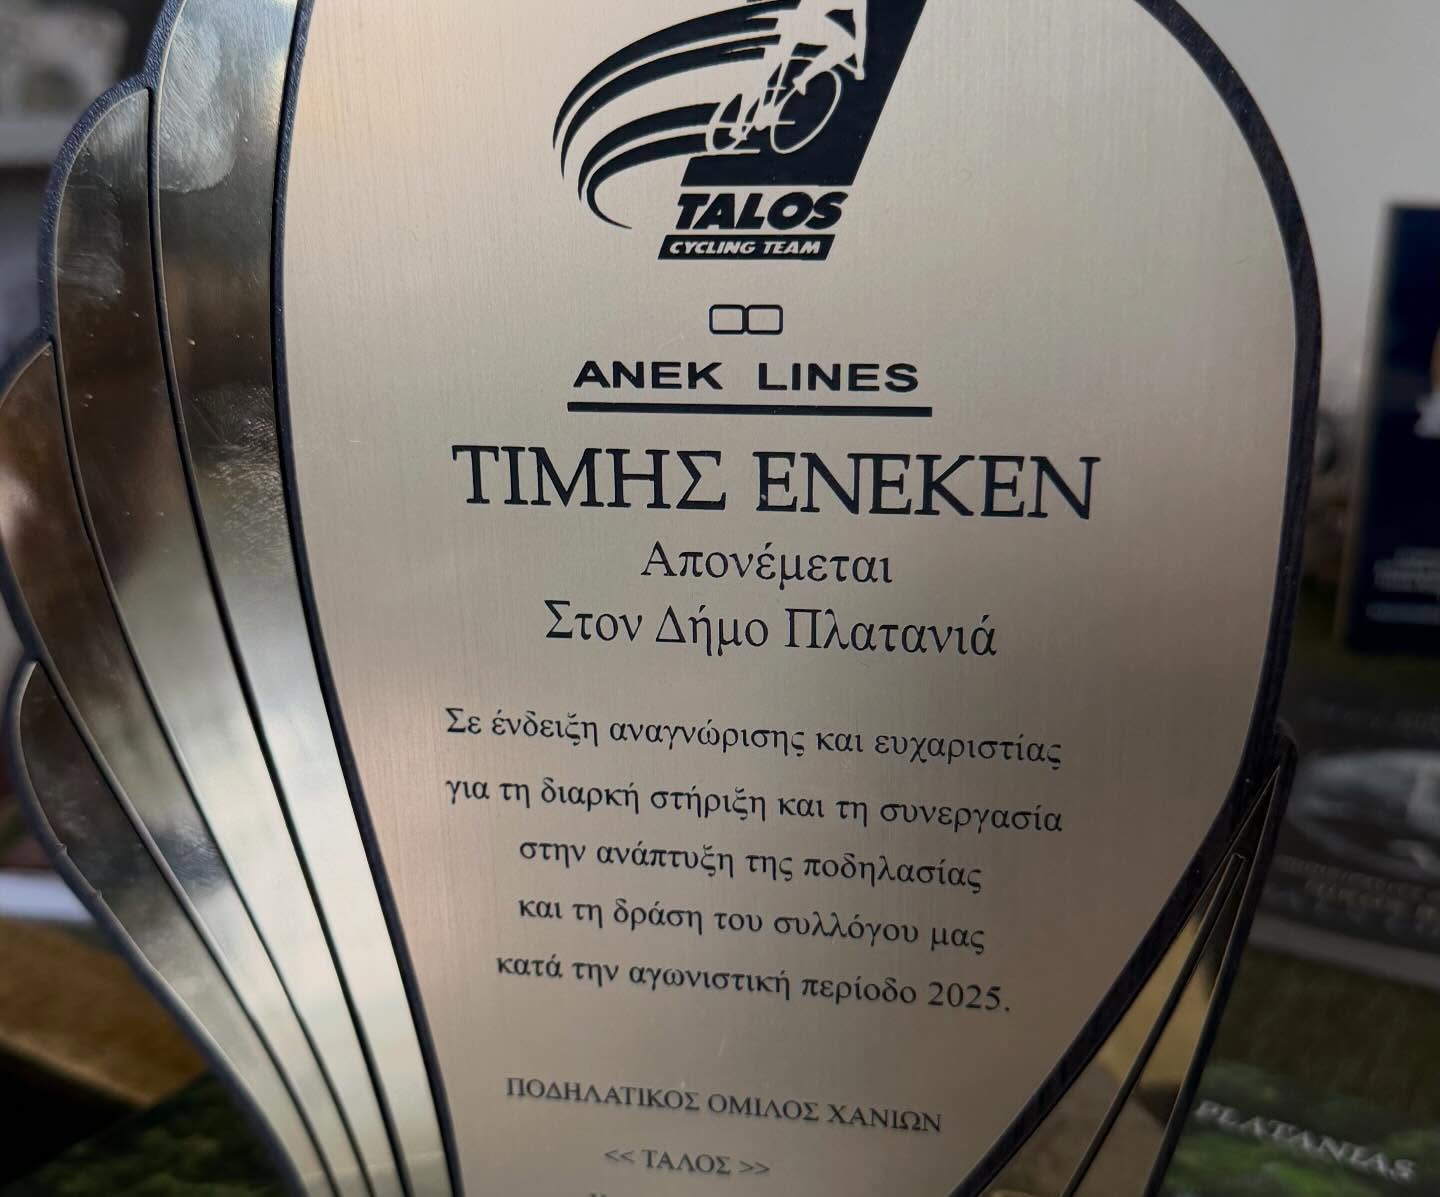 TALOS
CYCLING TEAM
ANEK LINES
ΤΙΜΗΣ ΕΝΕΚΕΝ
Απονέμεται
Στον Δήμο Πλατανιά
Σε ένδειξη αναγνώρισης και ευχαριστίας
για τη διαρκή στήριξη και τη συνεργασία
στην ανάπτυξη της ποδηλασίας
και τη δράση του συλλόγου μας
κατά την αγωνιστική περίοδο 2025.
ΠΟΔΗΛΑΤΙΚΟΣ ΟΜΙΛΟΣ ΧΑΝΙΩΝ
<< ΤΑΛΟΣ >>
PLATANIAS